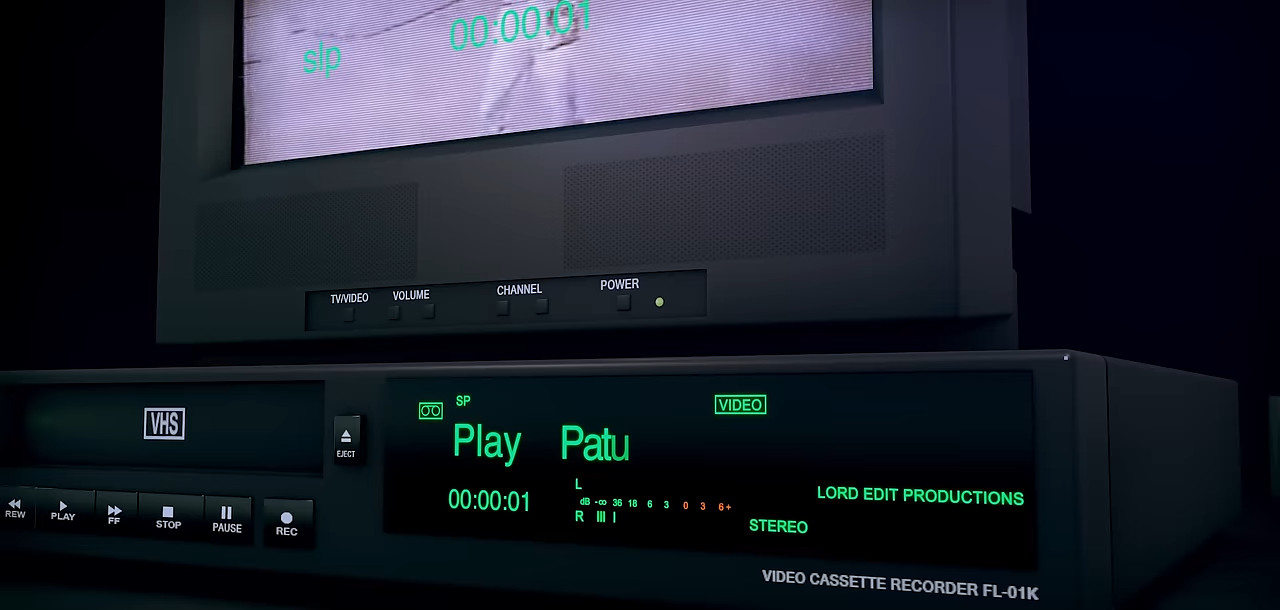 slp 00:00:01
TV/VIDEO VOLUME CHANNEL POWER
VHS
EJECT
REW PLAY FF STOP PAUSE REC
SP VIDEO
Play Patu
00:00:01
L
dB -∞ 36 18 6 3 0 3 6+
R
LORD EDIT PRODUCTIONS
STEREO
VIDEO CASSETTE RECORDER FL-01K